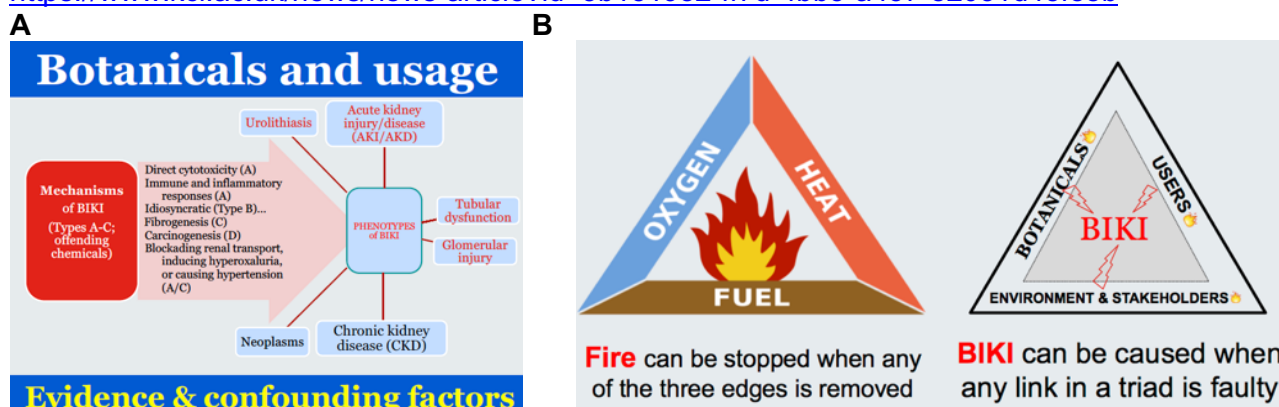 A
B
Botanicals and usage
Urolithiasis
Acute kidney
injury/disease
(AKI/AKD)
Mechanisms
of BIKI
(Types A-C;
offending
chemicals)
Direct cytotoxicity (A)
Immune and inflammatory
responses (A)
Idiosyncratic (Type B)...
Fibrogenesis (C)
Carcinogenesis (D)
Blockading renal transport,
inducing hyperoxaluria,
or causing hypertension
(A/C)
PHENOTYPES
of BIKI
Tubular
dysfunction
Glomerular
injury
Neoplasms
Chronic kidney
disease (CKD)
Evidence & confounding factors
OXYGEN
HEAT
FUEL
Fire can be stopped when any
of the three edges is removed
BOTANICALS
USERS
BIKI
ENVIRONMENT & STAKEHOLDERS
BIKI can be caused when
any link in a triad is faulty